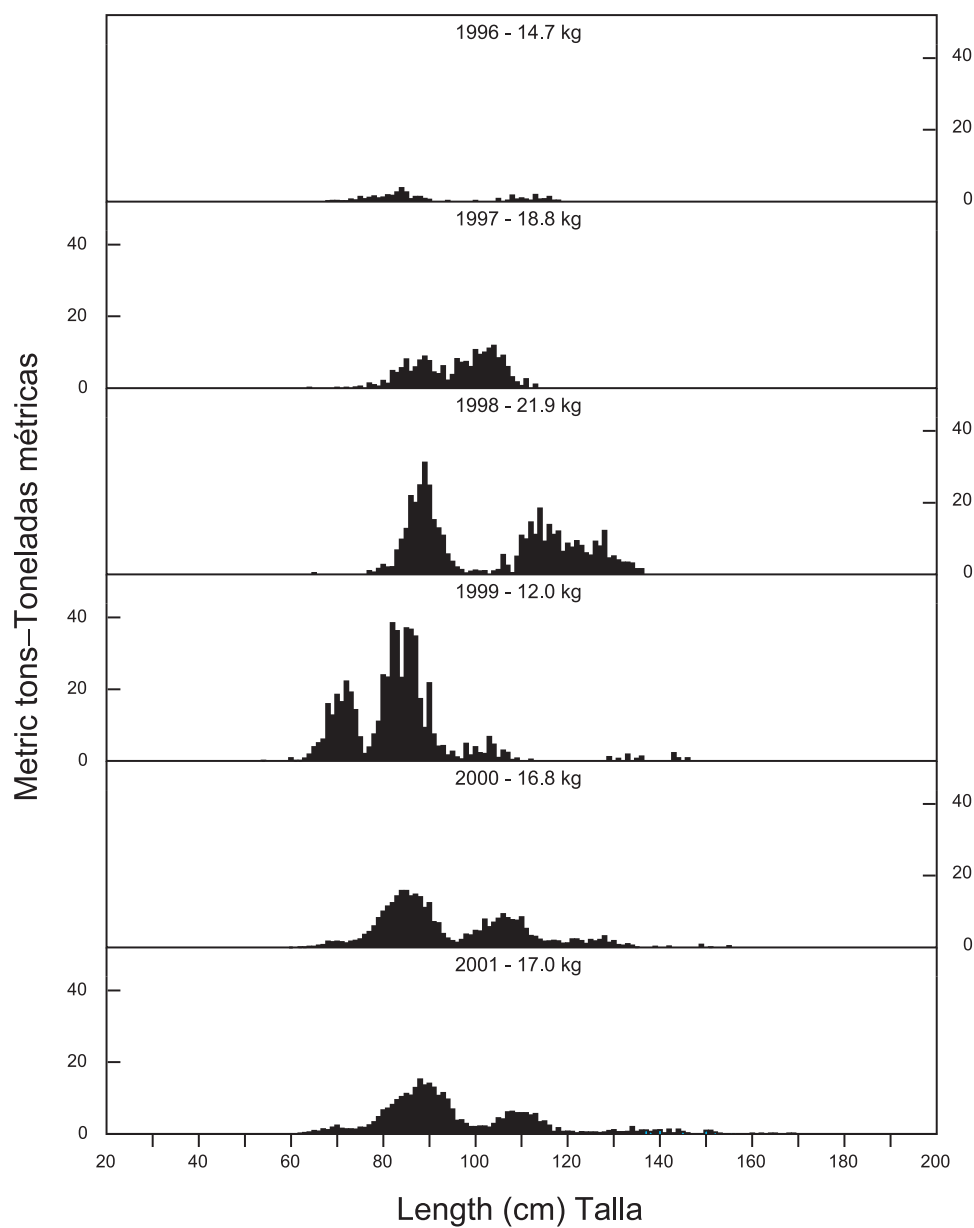 1996 - 14.7 kg
40
20
0
1997 - 18.8 kg
40
20
0
1998 - 21.9 kg
40
20
0
1999 - 12.0 kg
40
20
0
2000 - 16.8 kg
40
20
0
2001 - 17.0 kg
40
20
0
Metric tons–Toneladas métricas
20 40 60 80 100 120 140 160 180 200
Length (cm) Talla